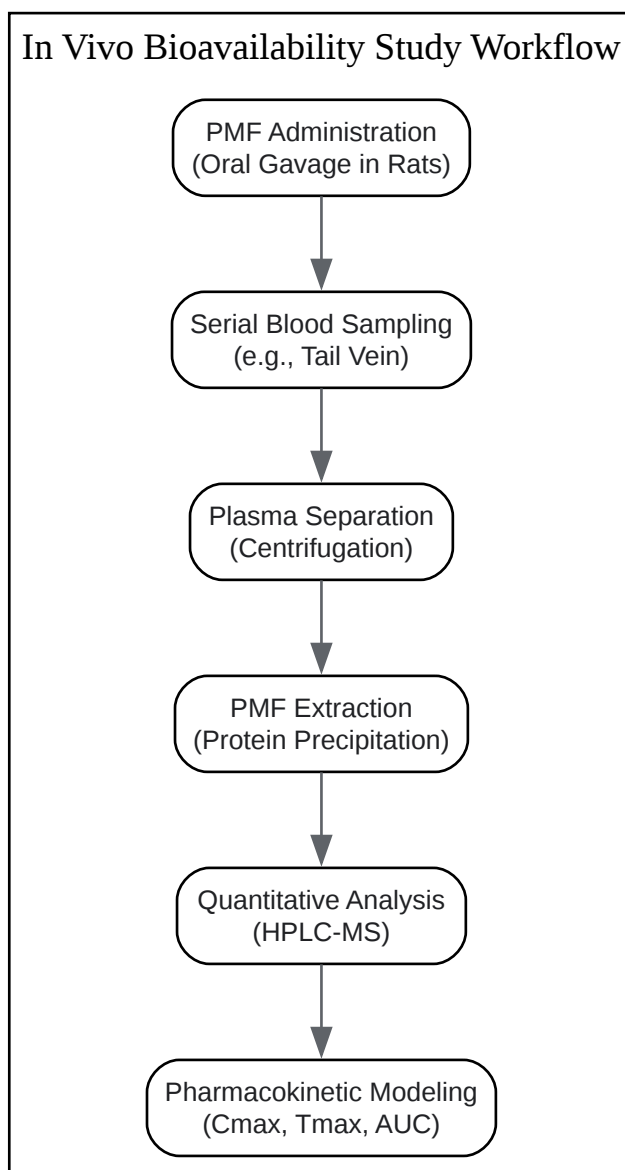 In Vivo Bioavailability Study Workflow
PMF Administration
(Oral Gavage in Rats)
Serial Blood Sampling
(e.g., Tail Vein)
Plasma Separation
(Centrifugation)
PMF Extraction
(Protein Precipitation)
Quantitative Analysis
(HPLC-MS)
Pharmacokinetic Modeling
(Cmax, Tmax, AUC)